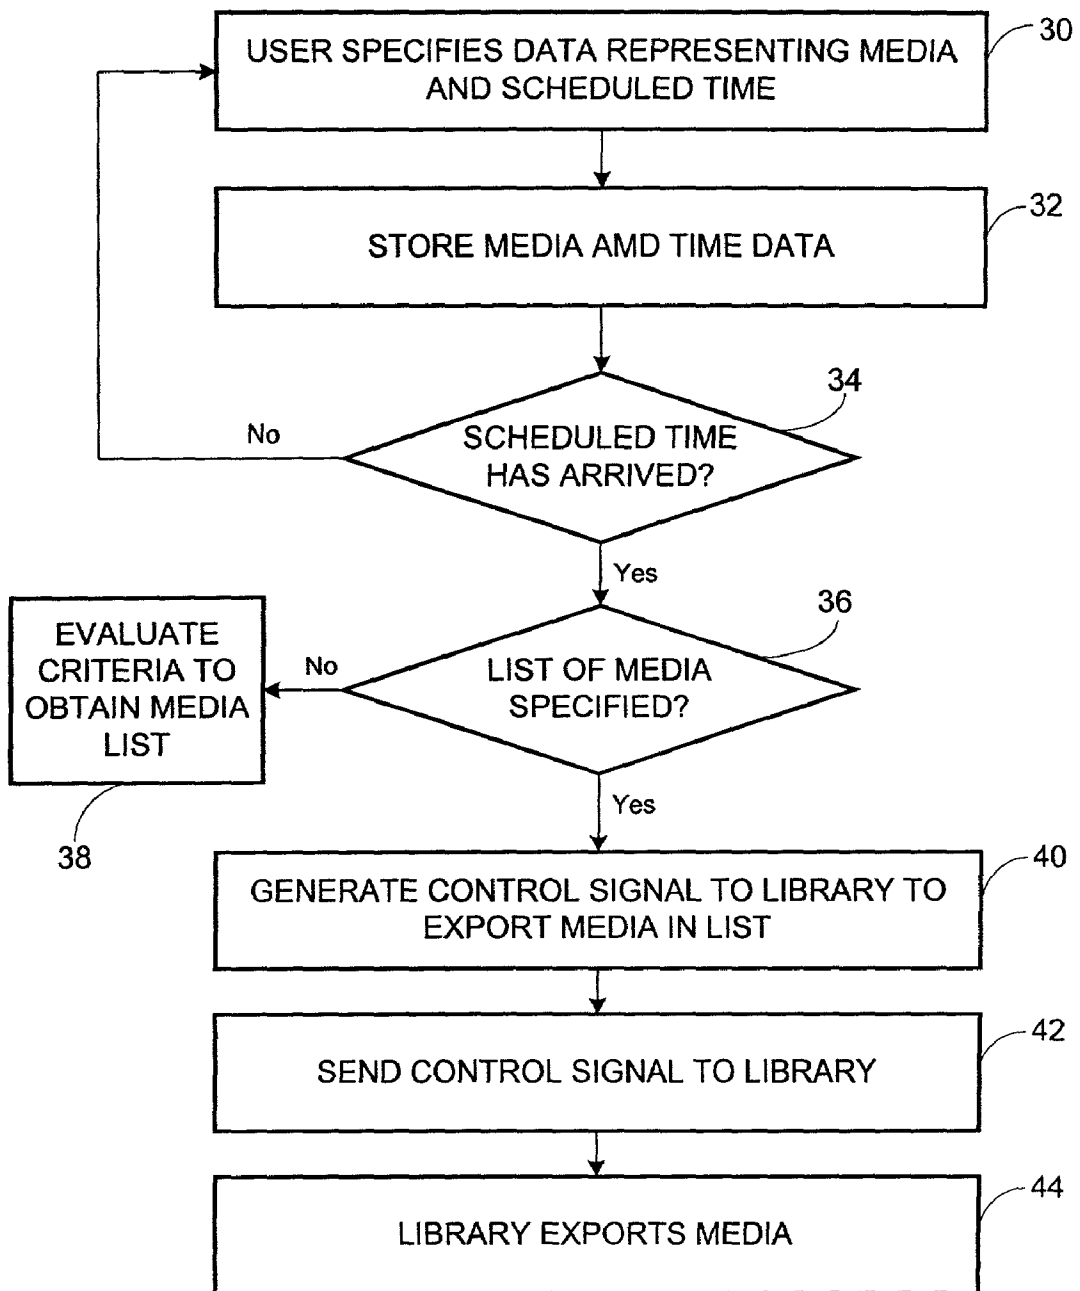 USER SPECIFIES DATA REPRESENTING MEDIA
AND SCHEDULED TIME
30
STORE MEDIA AMD TIME DATA
32
SCHEDULED TIME
HAS ARRIVED?
34
No
Yes
LIST OF MEDIA
SPECIFIED?
36
No
EVALUATE
CRITERIA TO
OBTAIN MEDIA
LIST
38
Yes
GENERATE CONTROL SIGNAL TO LIBRARY TO
EXPORT MEDIA IN LIST
40
SEND CONTROL SIGNAL TO LIBRARY
42
LIBRARY EXPORTS MEDIA
44